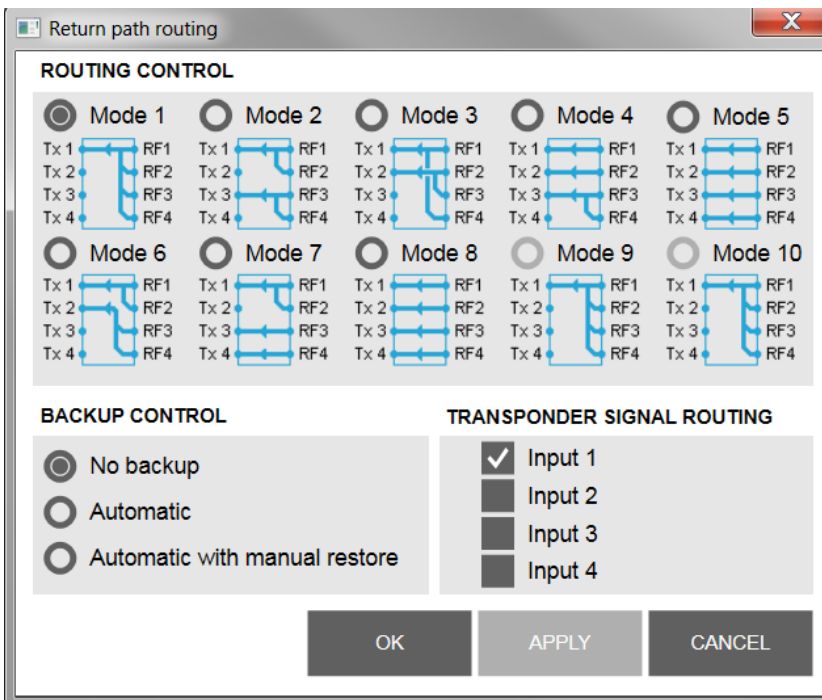 Return path routing
X
ROUTING CONTROL
Mode 1 Mode 2 Mode 3 Mode 4 Mode 5
Tx 1 RF1 Tx 1 RF1 Tx 1 RF1 Tx 1 RF1 Tx 1 RF1
Tx 2 RF2 Tx 2 RF2 Tx 2 RF2 Tx 2 RF2 Tx 2 RF2
Tx 3 RF3 Tx 3 RF3 Tx 3 RF3 Tx 3 RF3 Tx 3 RF3
Tx 4 RF4 Tx 4 RF4 Tx 4 RF4 Tx 4 RF4 Tx 4 RF4
Mode 6 Mode 7 Mode 8 Mode 9 Mode 10
Tx 1 RF1 Tx 1 RF1 Tx 1 RF1 Tx 1 RF1 Tx 1 RF1
Tx 2 RF2 Tx 2 RF2 Tx 2 RF2 Tx 2 RF2 Tx 2 RF2
Tx 3 RF3 Tx 3 RF3 Tx 3 RF3 Tx 3 RF3 Tx 3 RF3
Tx 4 RF4 Tx 4 RF4 Tx 4 RF4 Tx 4 RF4 Tx 4 RF4
BACKUP CONTROL TRANSPONDER SIGNAL ROUTING
No backup
Automatic
Automatic with manual restore
Input 1
Input 2
Input 3
Input 4
OK APPLY CANCEL